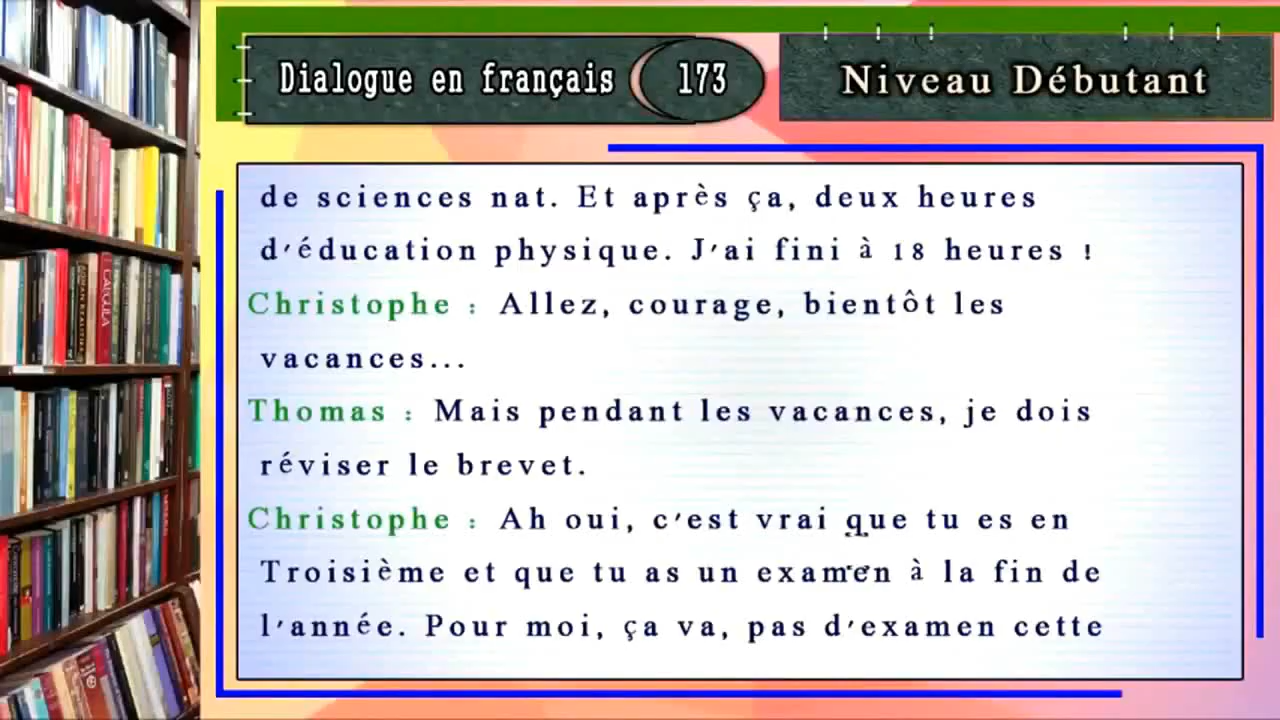 Dialogue en français 173
Niveau Débutant
de sciences nat. Et après ça, deux heures
d'éducation physique. J'ai fini à 18 heures !
Christophe : Allez, courage, bientôt les
vacances...
Thomas : Mais pendant les vacances, je dois
réviser le brevet.
Christophe : Ah oui, c'est vrai que tu es en
Troisième et que tu as un examen à la fin de
l'année. Pour moi, ça va, pas d'examen cette
CALIGULA